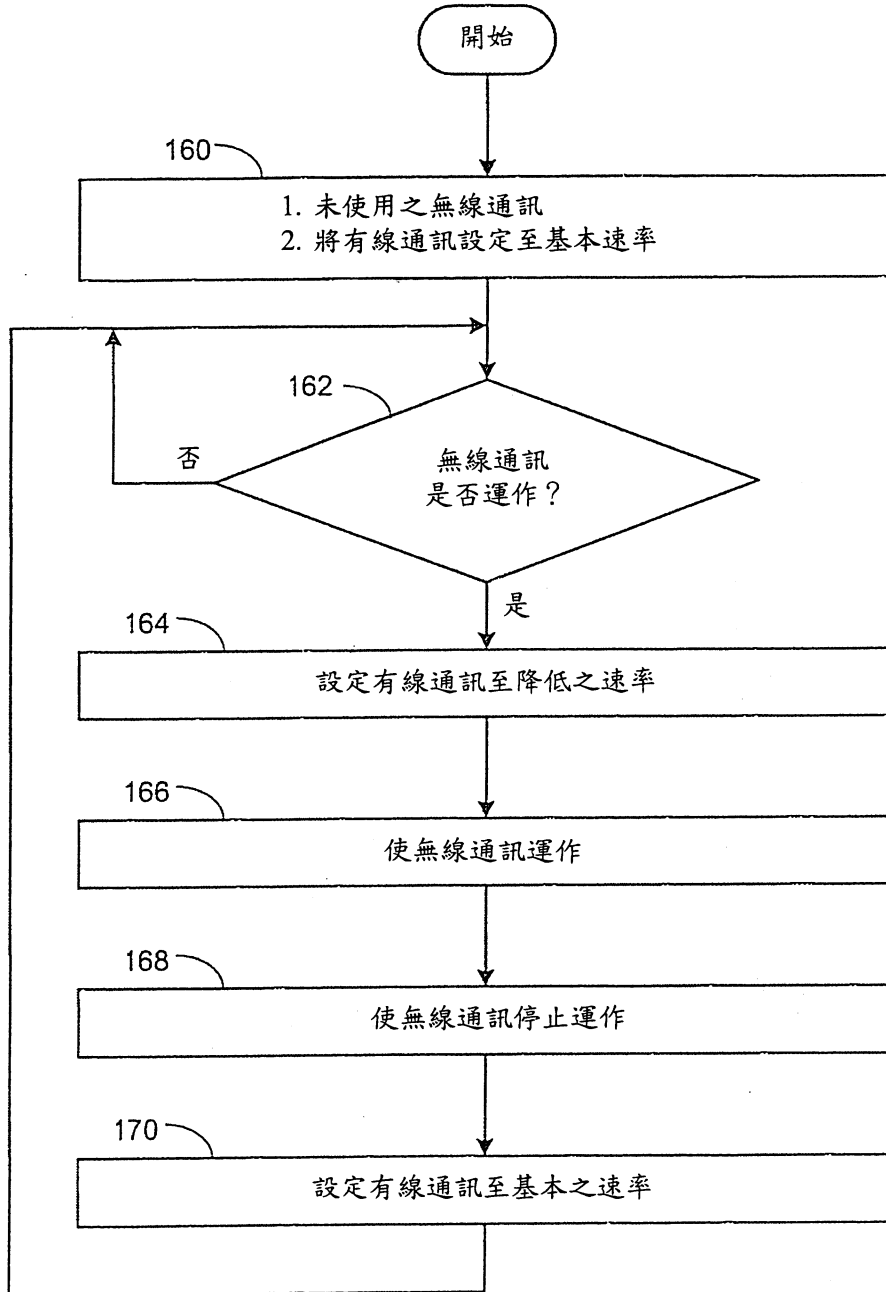 開始
160
1. 未使用之無線通訊
2. 將有線通訊設定至基本速率
162
否
無線通訊
是否運作？
是
164
設定有線通訊至降低之速率
166
使無線通訊運作
168
使無線通訊停止運作
170
設定有線通訊至基本之速率